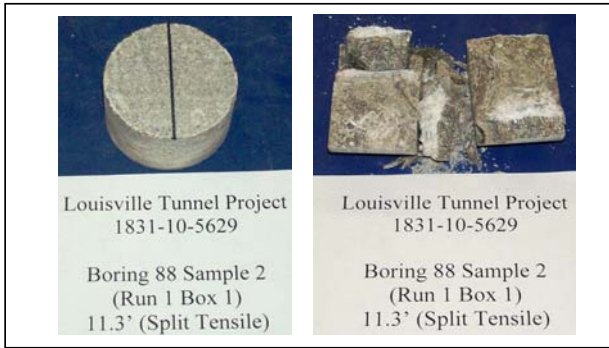 Louisville Tunnel Project
1831-10-5629
Boring 88 Sample 2
(Run 1 Box 1)
11.3' (Split Tensile)
Louisville Tunnel Project
1831-10-5629
Boring 88 Sample 2
(Run 1 Box 1)
11.3' (Split Tensile)